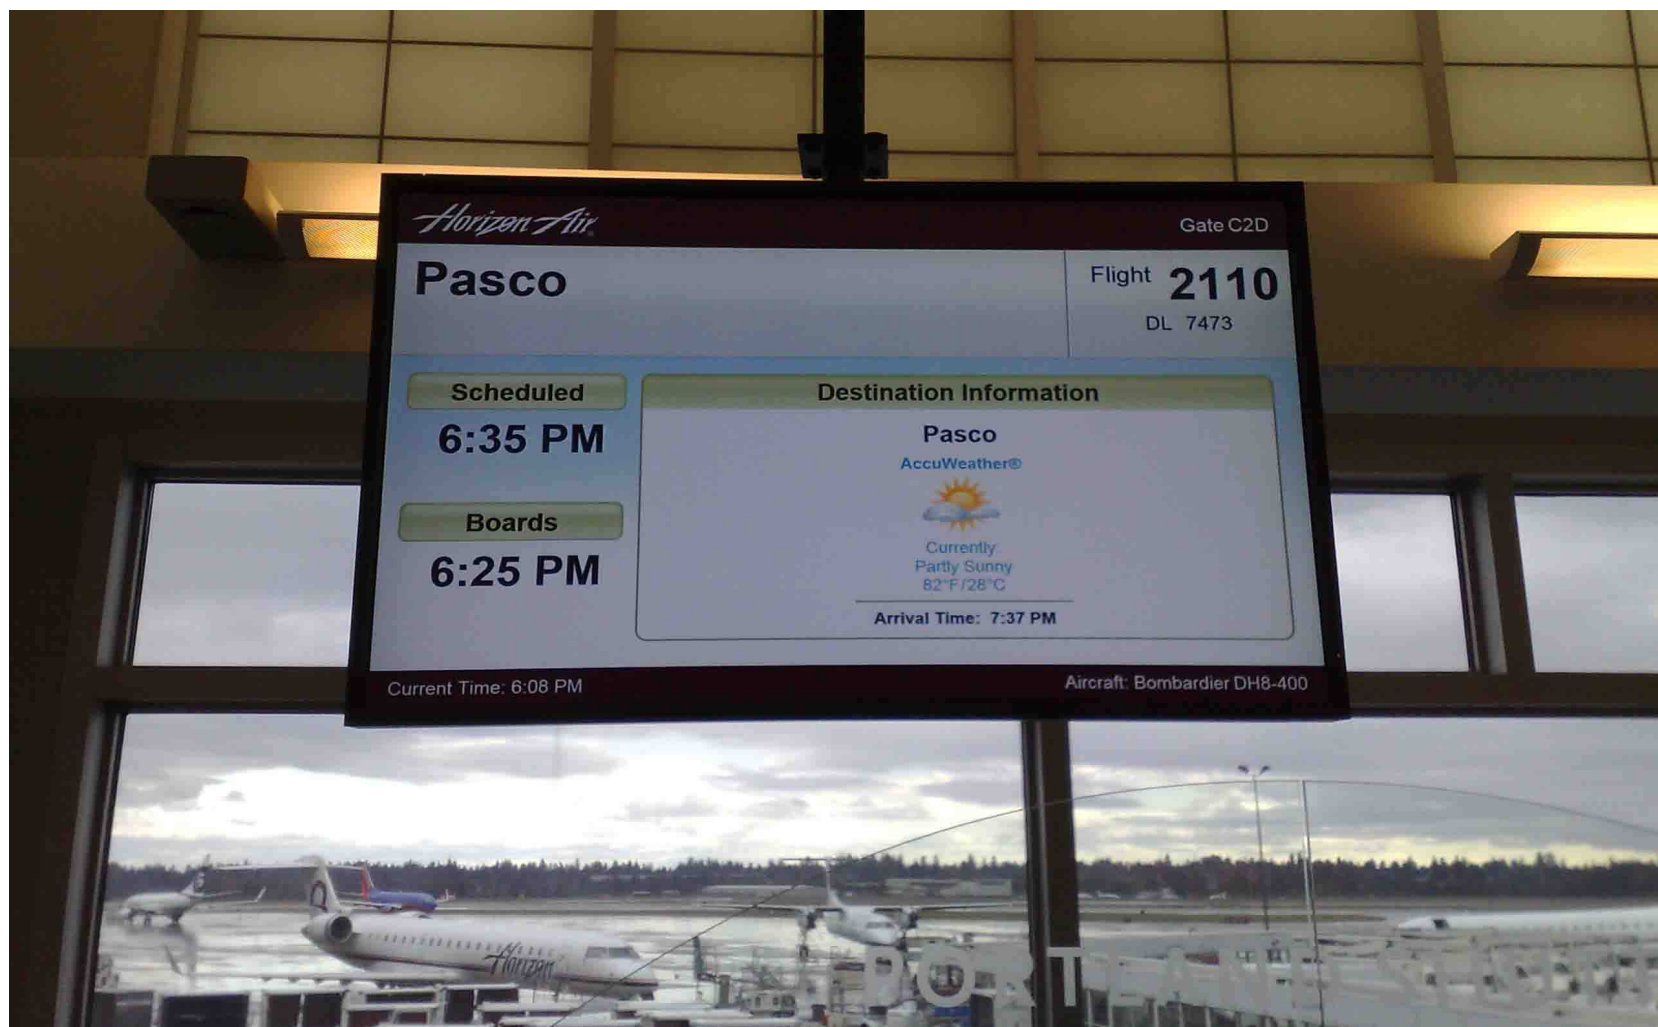 Horizon Air
Gate C2D
Pasco
Flight 2110
DL 7473
Scheduled
6:35 PM
Boards
6:25 PM
Destination Information
Pasco
AccuWeather®
Currently
Partly Sunny
82°F/28°C
Arrival Time: 7:37 PM
Current Time: 6:08 PM
Aircraft: Bombardier DH8-400
Horizon
PORTLAND